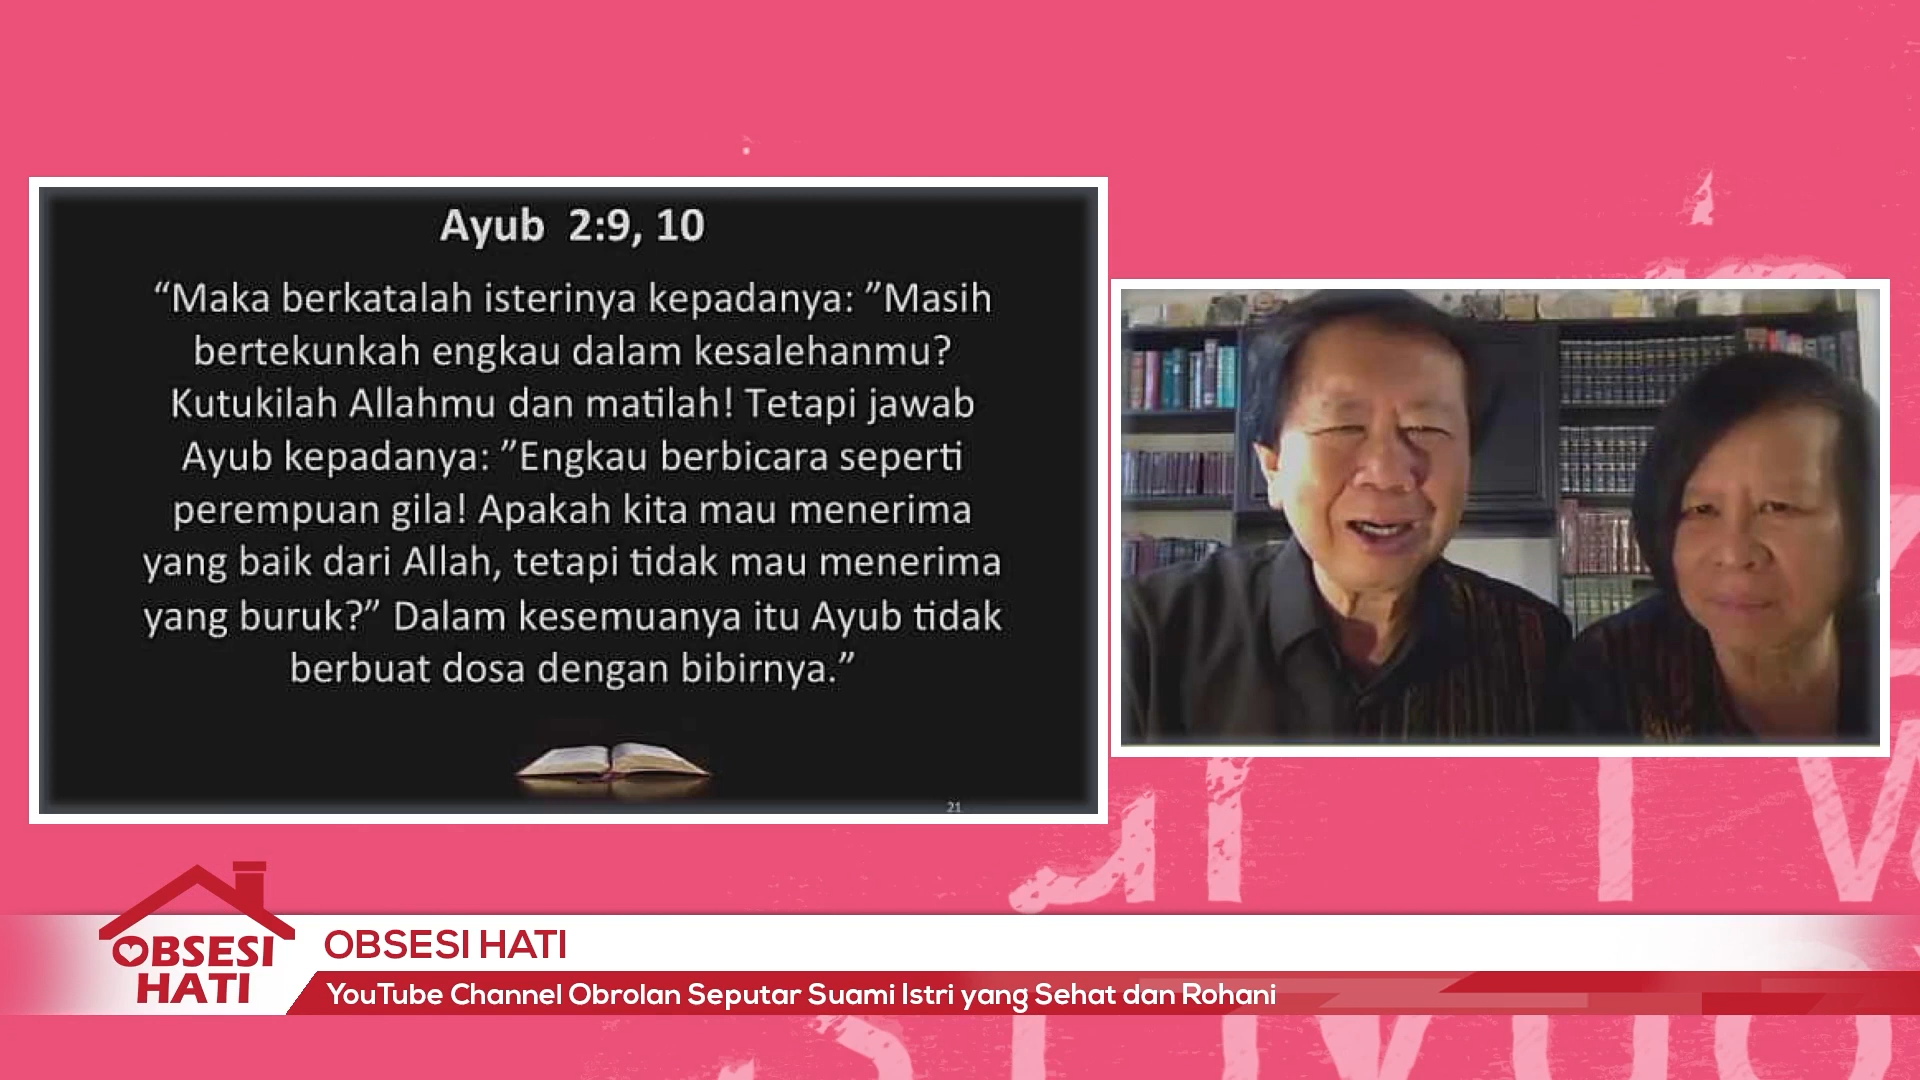 Ayub 2:9, 10
“Maka berkatalah isterinya kepadanya: ”Masih
bertekunkah engkau dalam kesalehanmu?
Kutukilah Allahmu dan matilah! Tetapi jawab
Ayub kepadanya: ”Engkau berbicara seperti
perempuan gila! Apakah kita mau menerima
yang baik dari Allah, tetapi tidak mau menerima
yang buruk?” Dalam kesemuanya itu Ayub tidak
berbuat dosa dengan bibirnya.”
21
OBSESI
HATI
OBSESI HATI
YouTube Channel Obrolan Seputar Suami Istri yang Sehat dan Rohani